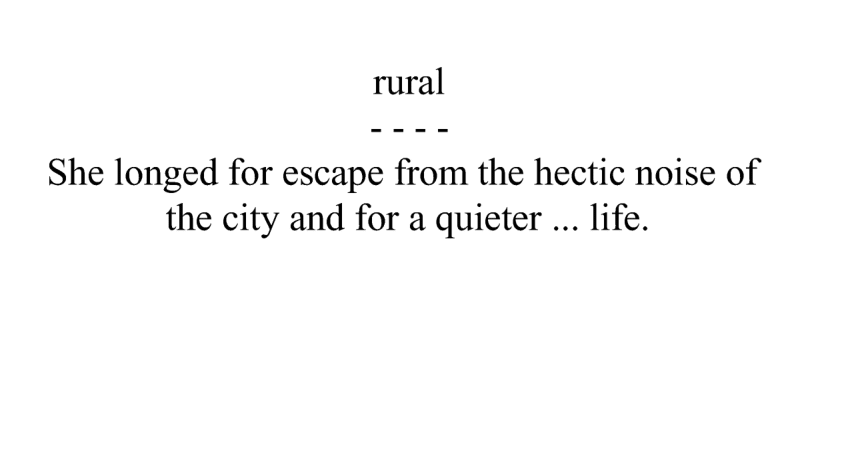 rural
- - - -
She longed for escape from the hectic noise of
the city and for a quieter ... life.